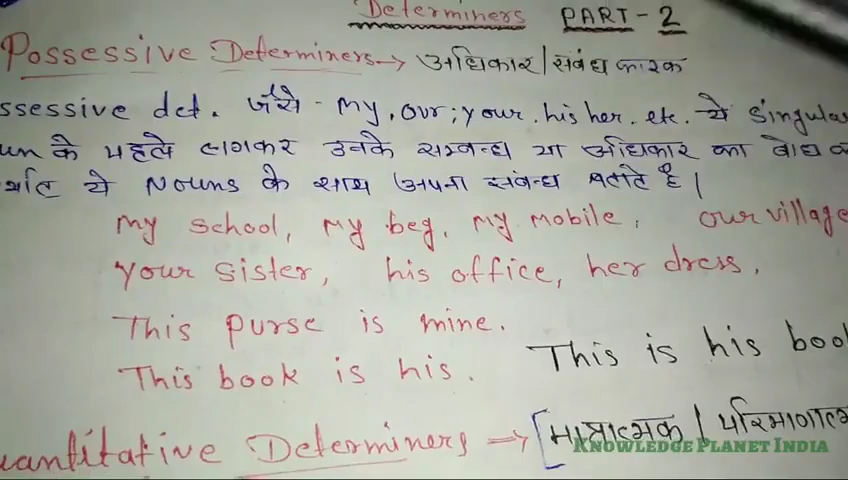 Determiners PART-2
Possessive Determiners → अधिकार/संबंध कारक
ssessive det. जैसे - my, our; your. his her. etc. ये singular
un के पहले लगकर उनके सम्बन्ध या अधिकार का बोध क
र्थात ये Nouns के साथ अपना संबन्ध बताते है।
my school, my beg, my mobile, our village
your sister, his office, her dress.
This purse is mine.
This is his boo
This book is his.
uantitative Determiners ⇒ [मात्रात्मक / परिमाणात्म
KNOWLEDGE PLANET INDIA